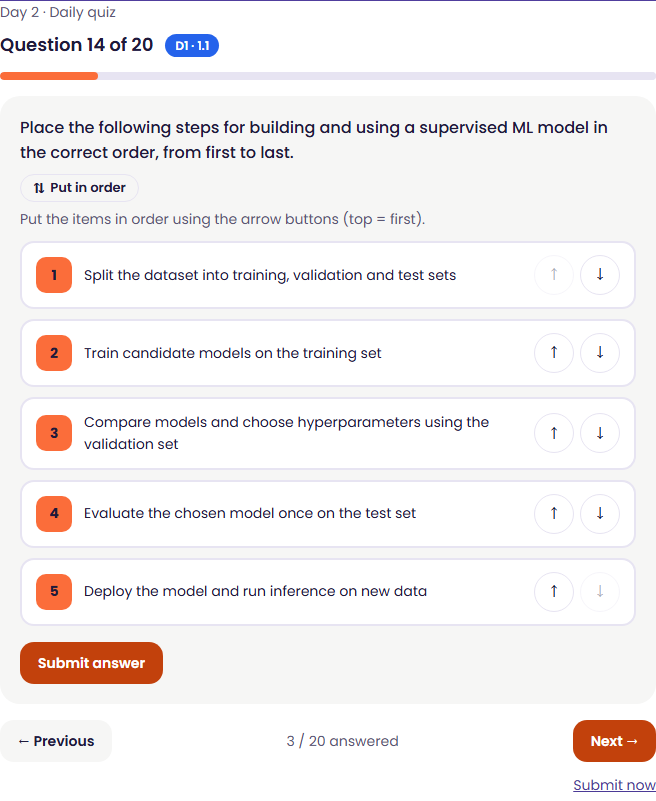 Day 2 · Daily quiz
Question 14 of 20 D1 · 1.1
Place the following steps for building and using a supervised ML model in
the correct order, from first to last.
⇅ Put in order
Put the items in order using the arrow buttons (top = first).
1 Split the dataset into training, validation and test sets ↑ ↓
2 Train candidate models on the training set ↑ ↓
3 Compare models and choose hyperparameters using the
validation set ↑ ↓
4 Evaluate the chosen model once on the test set ↑ ↓
5 Deploy the model and run inference on new data ↑ ↓
Submit answer
← Previous 3 / 20 answered Next →
Submit now